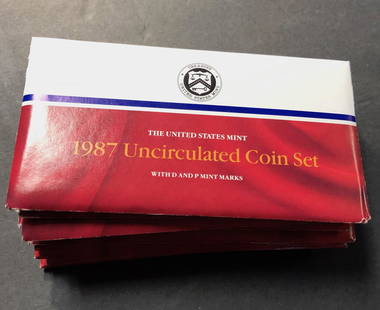 THE UNITED STATES MINT
1987 Uncirculated Coin Set
WITH D AND P MINT MARKS